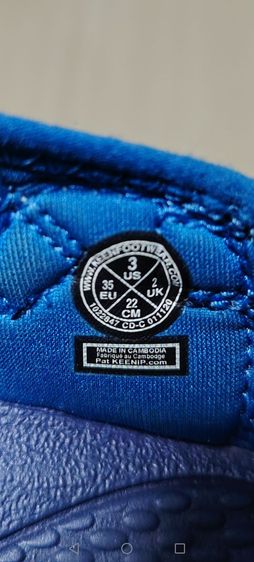 WWW.KEENFOOTWEAR.COM
3
US
35
EU
2
UK
22
CM
1022847 CD-C 011120
MADE IN CAMBODIA
Fabriqué au Cambodge
Pat KEENIP.com